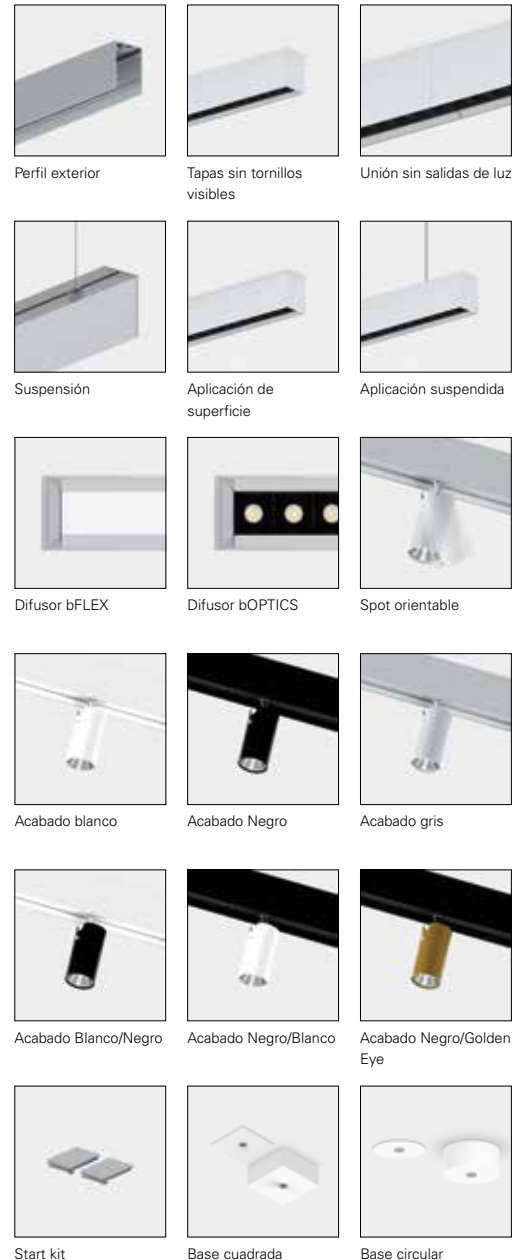 Perfil exterior
Tapas sin tornillos
visibles
Unión sin salidas de luz
Suspensión
Aplicación de
superficie
Aplicación suspendida
Difusor bFLEX
Difusor bOPTICS
Spot orientable
Acabado blanco
Acabado Negro
Acabado gris
Acabado Blanco/Negro
Acabado Negro/Blanco
Acabado Negro/Golden
Eye
Start kit
Base cuadrada
Base circular